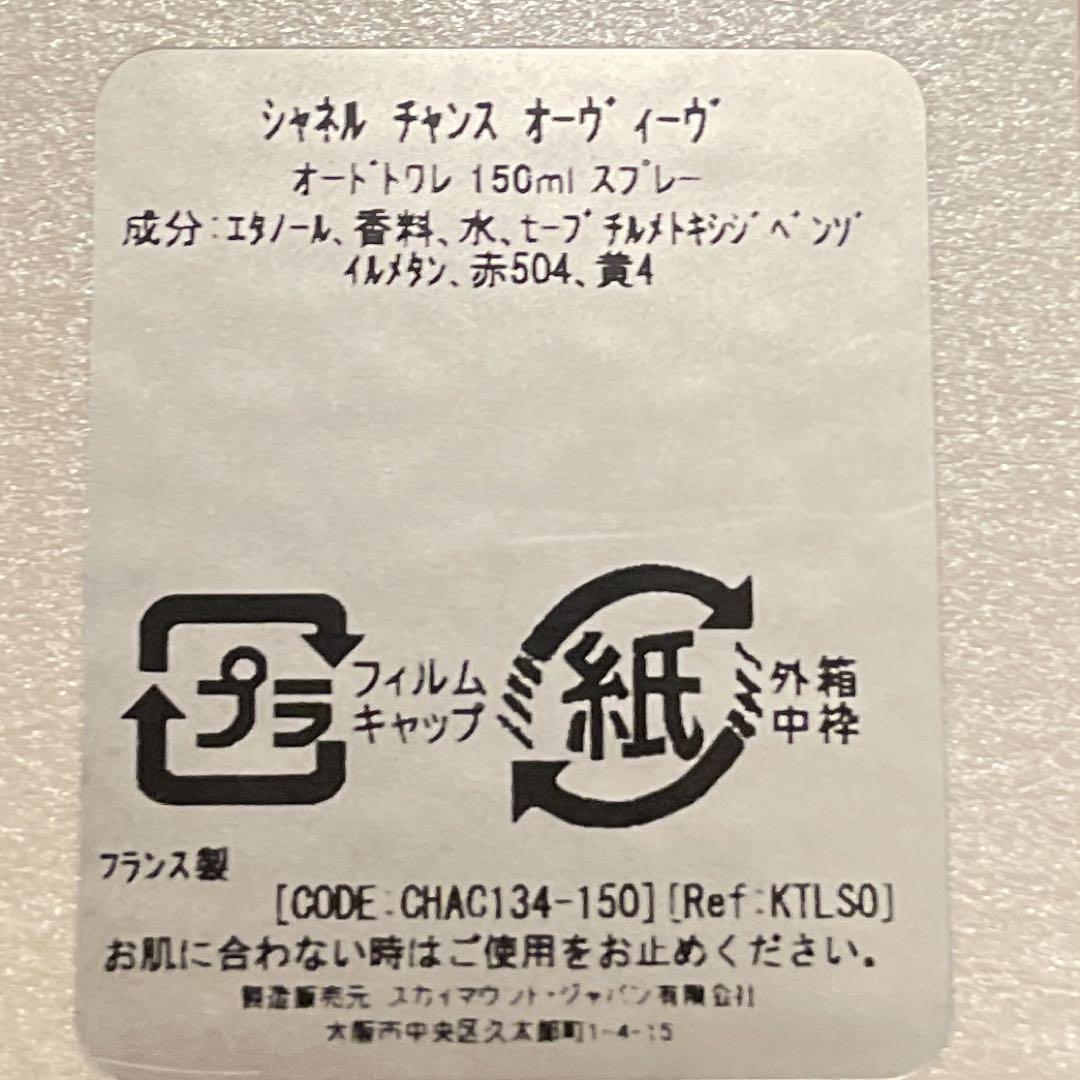 シャネル チャンス オーヴィーヴ
オードトワレ 150ml スプレー
成分:エタノール、香料、水、t-ブチルメトキシジベンゾ
イルメタン、赤504、黄4
プラ
フィルム
キャップ
紙
外箱
中枠
フランス製
[CODE:CHAC134-150][Ref:KTLSO]
お肌に合わない時はご使用をお止めください。
製造販売元 スカイマウント・ジャパン有限会社
大阪市中央区久太郎町1-4-15